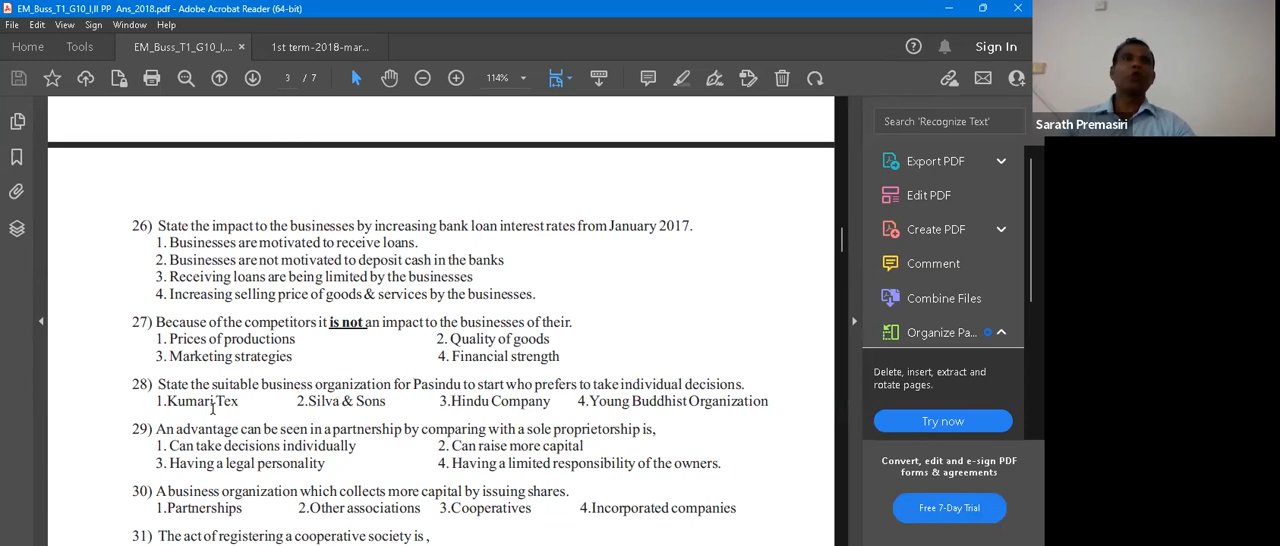 EM_Buss_T1_G10_I,II PP Ans_2018.pdf - Adobe Acrobat Reader (64-bit)
File Edit View Sign Window Help
Home Tools EM_Buss_T1_G10_I,II... × 1st term-2018-mar... Sign In
3 / 7 114%
Sarath Premasiri
Search 'Recognize Text'
Export PDF
Edit PDF
Create PDF
Comment
Combine Files
Organize Pa...
Delete, insert, extract and
rotate pages.
Try now
Convert, edit and e-sign PDF
forms & agreements
Free 7-Day Trial
26) State the impact to the businesses by increasing bank loan interest rates from January 2017.
1. Businesses are motivated to receive loans.
2. Businesses are not motivated to deposit cash in the banks
3. Receiving loans are being limited by the businesses
4. Increasing selling price of goods & services by the businesses.
27) Because of the competitors it is not an impact to the businesses of their.
1. Prices of productions 2. Quality of goods
3. Marketing strategies 4. Financial strength
28) State the suitable business organization for Pasindu to start who prefers to take individual decisions.
1.Kumari Tex 2.Silva & Sons 3.Hindu Company 4.Young Buddhist Organization
29) An advantage can be seen in a partnership by comparing with a sole proprietorship is,
1. Can take decisions individually 2. Can raise more capital
3. Having a legal personality 4. Having a limited responsibility of the owners.
30) A business organization which collects more capital by issuing shares.
1.Partnerships 2.Other associations 3.Cooperatives 4.Incorporated companies
31) The act of registering a cooperative society is ,